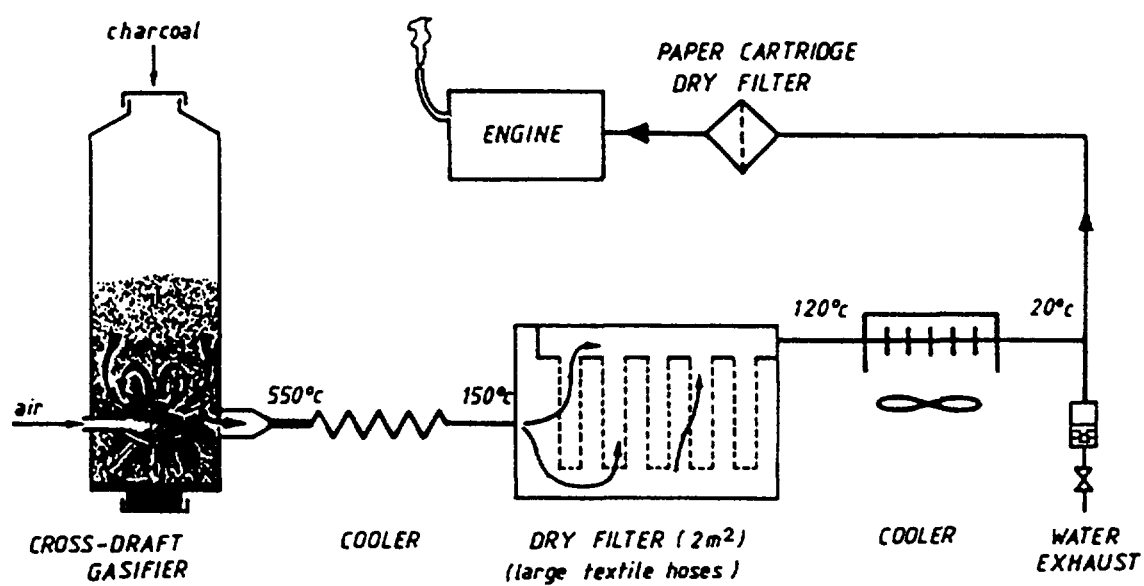 charcoal
PAPER CARTRIDGE
DRY FILTER
ENGINE
120°c
20°c
550°c
150°c
air
CROSS-DRAFT
GASIFIER
COOLER
DRY FILTER (2m²)
(large textile hoses)
COOLER
WATER
EXHAUST